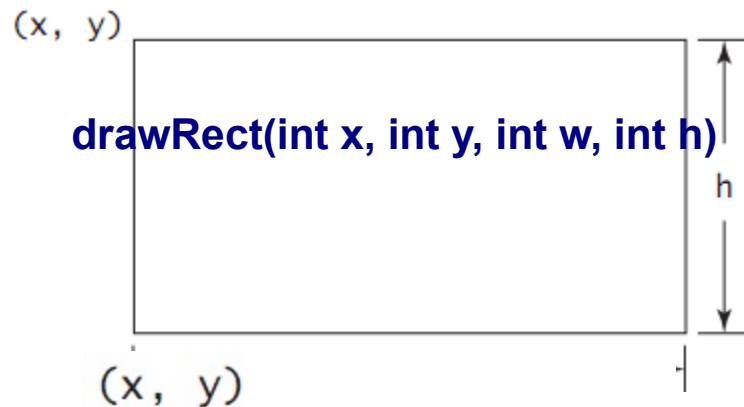 (x, y)
drawRect(int x, int y, int w, int h)
h
(x, y)